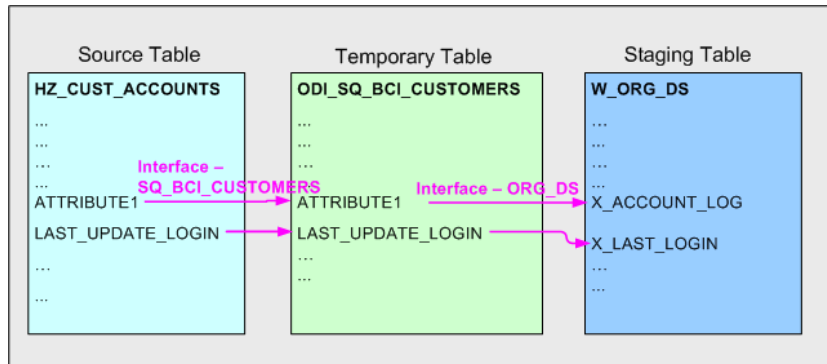 Source Table
HZ_CUST_ACCOUNTS
...
...
...
...
ATTRIBUTE1
LAST_UPDATE_LOGIN
...
...
Interface –
SQ_BCI_CUSTOMERS
Temporary Table
ODI_SQ_BCI_CUSTOMERS
...
...
...
...
ATTRIBUTE1
LAST_UPDATE_LOGIN
...
...
Interface – ORG_DS
Staging Table
W_ORG_DS
...
...
...
...
X_ACCOUNT_LOG
X_LAST_LOGIN
...
...